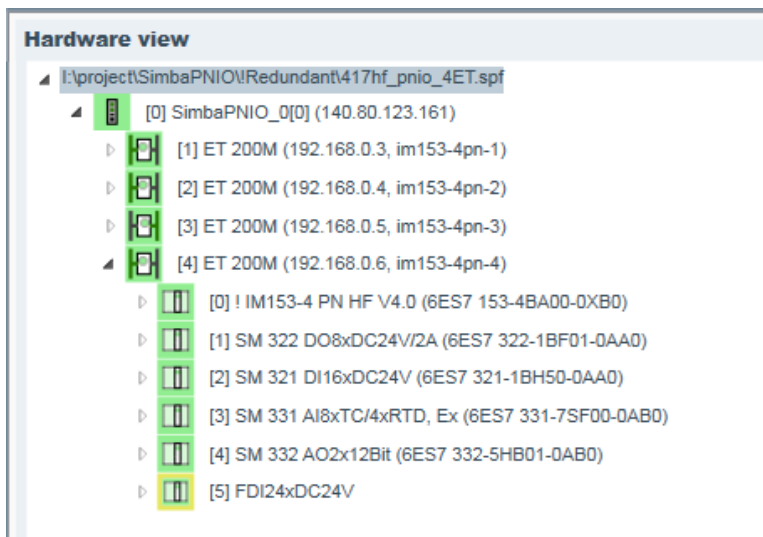 Hardware view
I:\project\SimbaPNIO\!Redundant\417hf_pnio_4ET.spf
[0] SimbaPNIO_0[0] (140.80.123.161)
[1] ET 200M (192.168.0.3, im153-4pn-1)
[2] ET 200M (192.168.0.4, im153-4pn-2)
[3] ET 200M (192.168.0.5, im153-4pn-3)
[4] ET 200M (192.168.0.6, im153-4pn-4)
[0] ! IM153-4 PN HF V4.0 (6ES7 153-4BA00-0XB0)
[1] SM 322 DO8xDC24V/2A (6ES7 322-1BF01-0AA0)
[2] SM 321 DI16xDC24V (6ES7 321-1BH50-0AA0)
[3] SM 331 AI8xTC/4xRTD, Ex (6ES7 331-7SF00-0AB0)
[4] SM 332 AO2x12Bit (6ES7 332-5HB01-0AB0)
[5] FDI24xDC24V